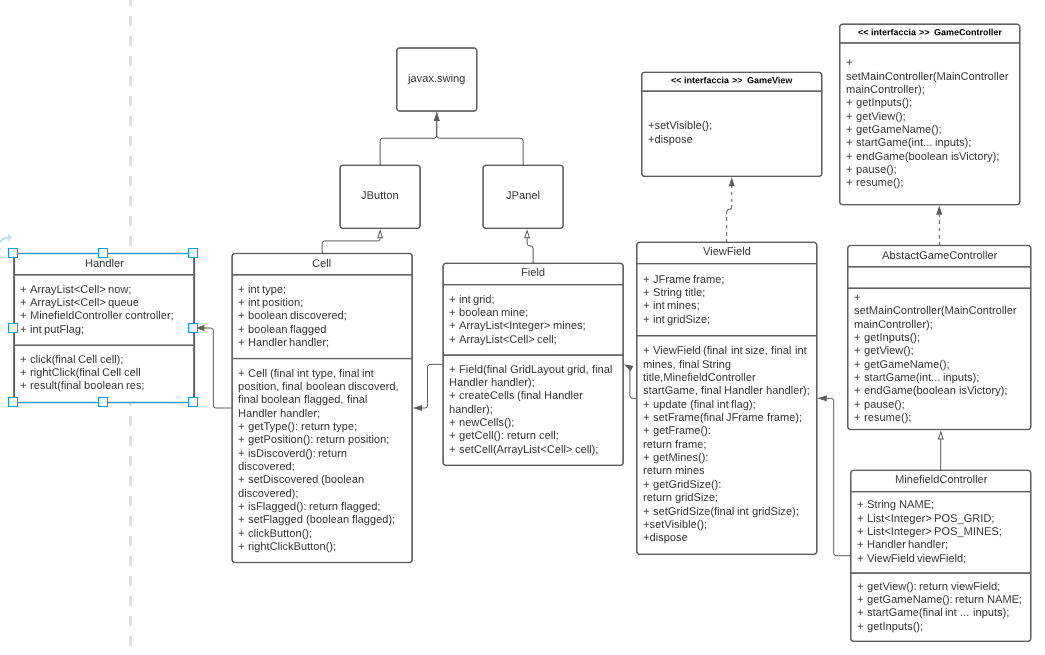 javax.swing
JButton
JPanel
<< interfaccia >> GameView
+setVisible();
+dispose
<< interfaccia >> GameController
+
setMainController(MainController
mainController);
+ getInputs();
+ getView();
+ getGameName();
+ startGame(int... inputs);
+ endGame(boolean isVictory);
+ pause();
+ resume();
Handler
+ ArrayList<Cell> now;
+ ArrayList<Cell> queue
+ MinefieldController controller;
+ int putFlag;
+ click(final Cell cell);
+ rightClick(final Cell cell
+ result(final boolean res;
Cell
+ int type;
+ int position;
+ boolean discovered;
+ boolean flagged
+ Handler handler;
+ Cell (final int type, final int
position, final boolean discoverd,
final boolean flagged, final
Handler handler;
+ getType(): return type;
+ getPosition(): return position;
+ isDiscoverd(): return
discovered;
+ setDiscovered (boolean
discovered);
+ isFlagged(): return flagged;
+ setFlagged (boolean flagged);
+ clickButton();
+ rightClickButton();
Field
+ int grid;
+ boolean mine;
+ ArrayList<Integer> mines;
+ ArrayList<Cell> cell;
+ Field(final GridLayout grid, final
Handler handler);
+ createCells (final Handler
handler);
+ newCells();
+ getCell(): return cell;
+ setCell(ArrayList<Cell> cell);
ViewField
+ JFrame frame;
+ String title;
+ int mines;
+ int gridSize;
+ ViewField (final int size, final int
mines, final String
title,MinefieldController
startGame, final Handler handler);
+ update (final int flag);
+ setFrame(final JFrame frame);
+ getFrame():
return frame;
+ getMines():
return mines
+ getGridSize():
return gridSize;
+ setGridSize(final int gridSize);
+setVisible();
+dispose
AbstactGameController
+
setMainController(MainController
mainController);
+ getInputs();
+ getView();
+ getGameName();
+ startGame(int... inputs);
+ endGame(boolean isVictory);
+ pause();
+ resume();
MinefieldController
+ String NAME;
+ List<Integer> POS_GRID;
+ List<Integer> POS_MINES;
+ Handler handler;
+ ViewField viewField;
+ getView(): return viewField;
+ getGameName(): return NAME;
+ startGame(final int ... inputs);
+ getInputs();